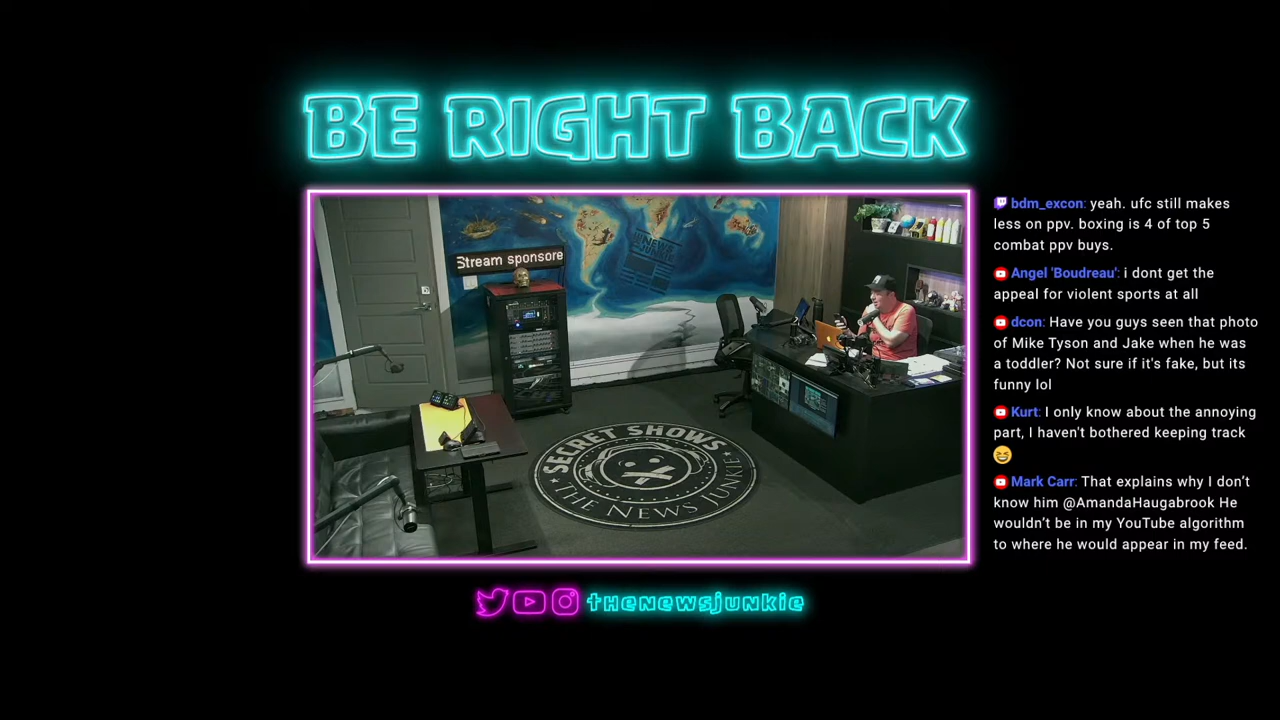 BE RIGHT BACK
Stream sponsore
THE NEWS
JUNKIE
SECRET SHOWS
THE NEWS JUNKIE
thenewsjunkie
bdm_excon: yeah. ufc still makes
less on ppv. boxing is 4 of top 5
combat ppv buys.
Angel 'Boudreau': i dont get the
appeal for violent sports at all
dcon: Have you guys seen that photo
of Mike Tyson and Jake when he was
a toddler? Not sure if it's fake, but its
funny lol
Kurt: I only know about the annoying
part, I haven't bothered keeping track
😆
Mark Carr: That explains why I don’t
know him @AmandaHaugabrook He
wouldn’t be in my YouTube algorithm
to where he would appear in my feed.